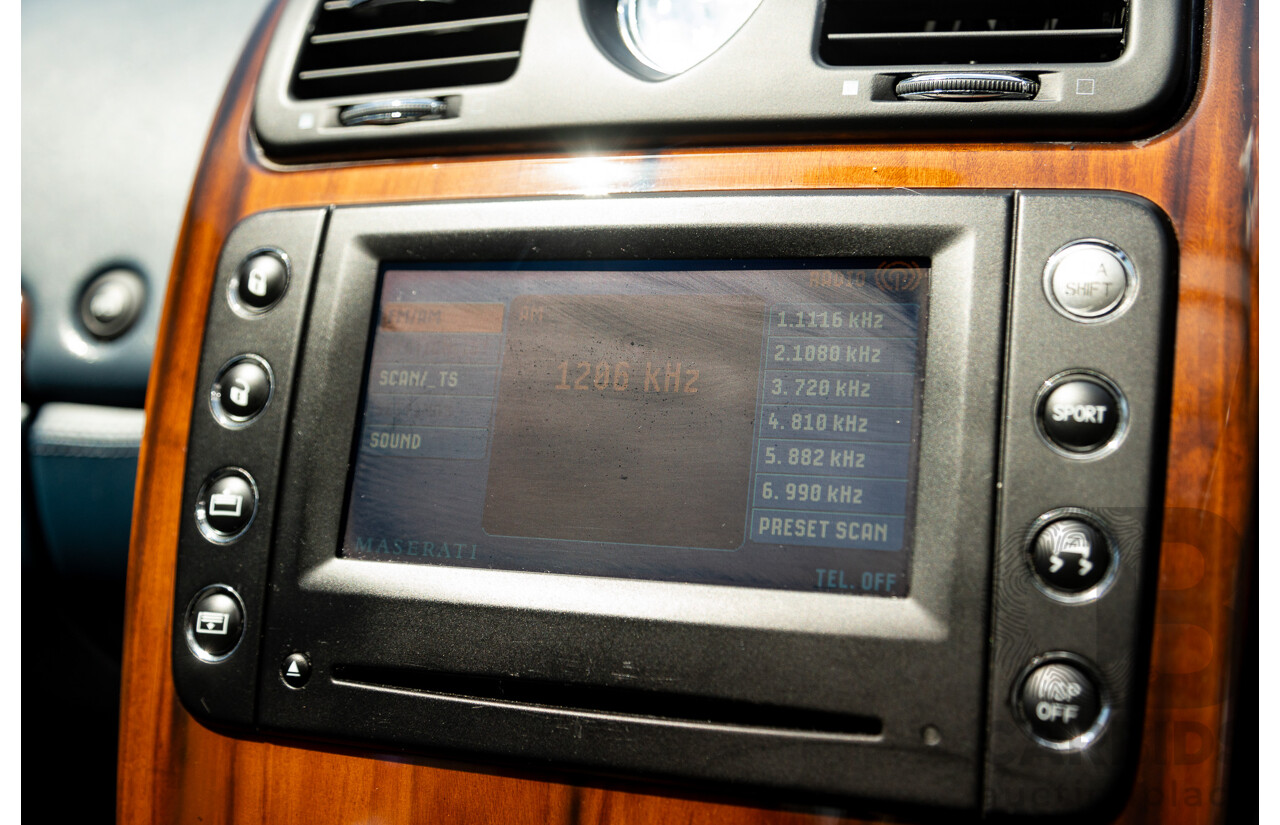 RADIO
FM/AM
AM
1.1116 kHz
2.1080 kHz
1206 kHz
SCAN/_TS
3. 720 kHz
4. 810 kHz
SOUND
5. 882 kHz
6. 990 kHz
PRESET SCAN
MASERATI
TEL. OFF
A
SHIFT
SPORT
OFF